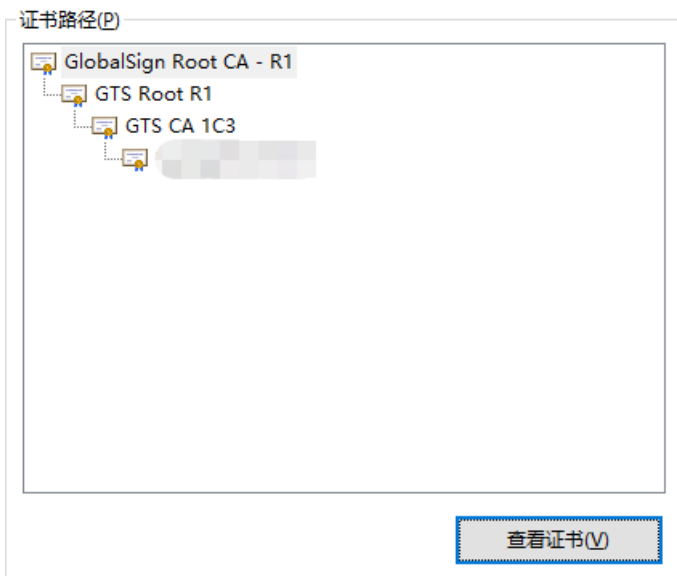 证书路径(P)
GlobalSign Root CA - R1
GTS Root R1
GTS CA 1C3
查看证书(V)